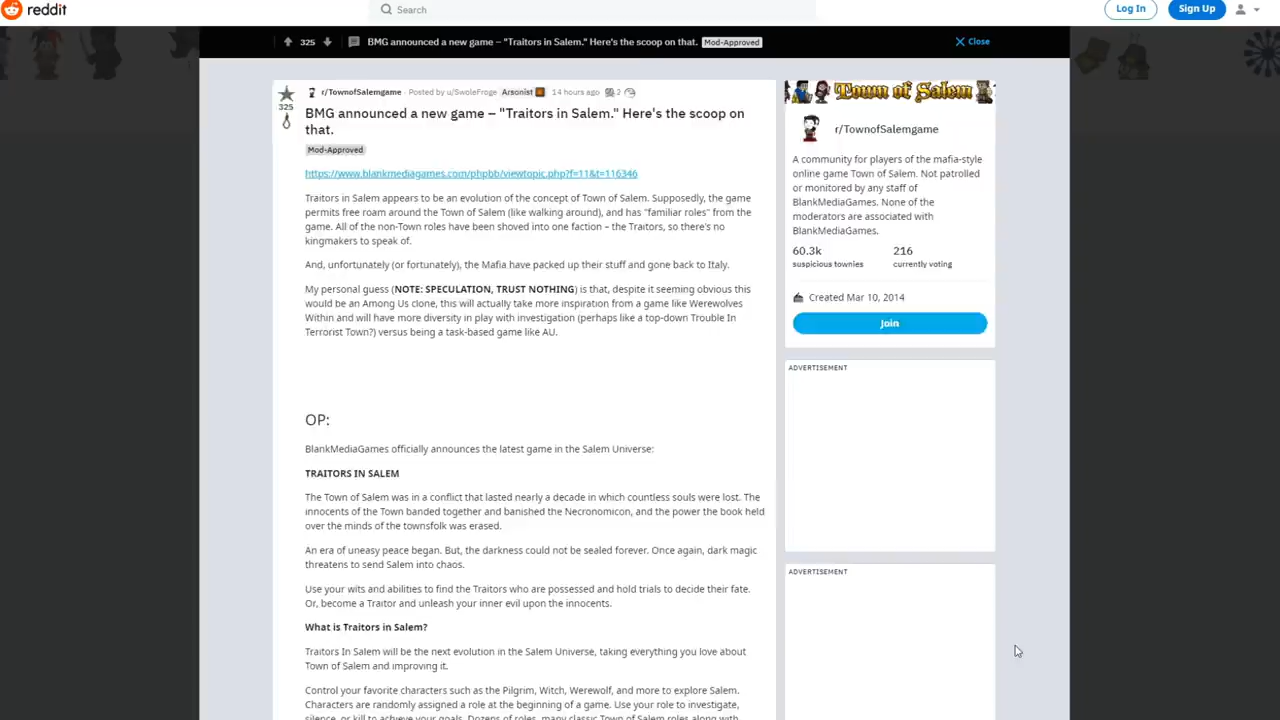 reddit
Search
Log In
Sign Up
325
BMG announced a new game – "Traitors in Salem." Here's the scoop on that.
Mod-Approved
Close
325
r/TownofSalemgame · Posted by u/SwoleFroge Arsonist 14 hours ago 2
BMG announced a new game – "Traitors in Salem." Here's the scoop on
that.
Mod-Approved
https://www.blankmediagames.com/phpbb/viewtopic.php?f=11&t=116346
Traitors in Salem appears to be an evolution of the concept of Town of Salem. Supposedly, the game
permits free roam around the Town of Salem (like walking around), and has "familiar roles" from the
game. All of the non-Town roles have been shoved into one faction – the Traitors, so there's no
kingmakers to speak of.
And, unfortunately (or fortunately), the Mafia have packed up their stuff and gone back to Italy.
My personal guess (NOTE: SPECULATION, TRUST NOTHING) is that, despite it seeming obvious this
would be an Among Us clone, this will actually take more inspiration from a game like Werewolves
Within and will have more diversity in play with investigation (perhaps like a top-down Trouble In
Terrorist Town?) versus being a task-based game like AU.
OP:
BlankMediaGames officially announces the latest game in the Salem Universe:
TRAITORS IN SALEM
The Town of Salem was in a conflict that lasted nearly a decade in which countless souls were lost. The
innocents of the Town banded together and banished the Necronomicon, and the power the book held
over the minds of the townsfolk was erased.
An era of uneasy peace began. But, the darkness could not be sealed forever. Once again, dark magic
threatens to send Salem into chaos.
Use your wits and abilities to find the Traitors who are possessed and hold trials to decide their fate.
Or, become a Traitor and unleash your inner evil upon the innocents.
What is Traitors in Salem?
Traitors In Salem will be the next evolution in the Salem Universe, taking everything you love about
Town of Salem and improving it.
Control your favorite characters such as the Pilgrim, Witch, Werewolf, and more to explore Salem.
Characters are randomly assigned a role at the beginning of a game. Use your role to investigate,
silence, or kill to achieve your goals. Dozens of roles, many classic Town of Salem roles along with
Town of Salem
r/TownofSalemgame
A community for players of the mafia-style
online game Town of Salem. Not patrolled
or monitored by any staff of
BlankMediaGames. None of the
moderators are associated with
BlankMediaGames.
60.3k
suspicious townies
216
currently voting
Created Mar 10, 2014
Join
ADVERTISEMENT
ADVERTISEMENT